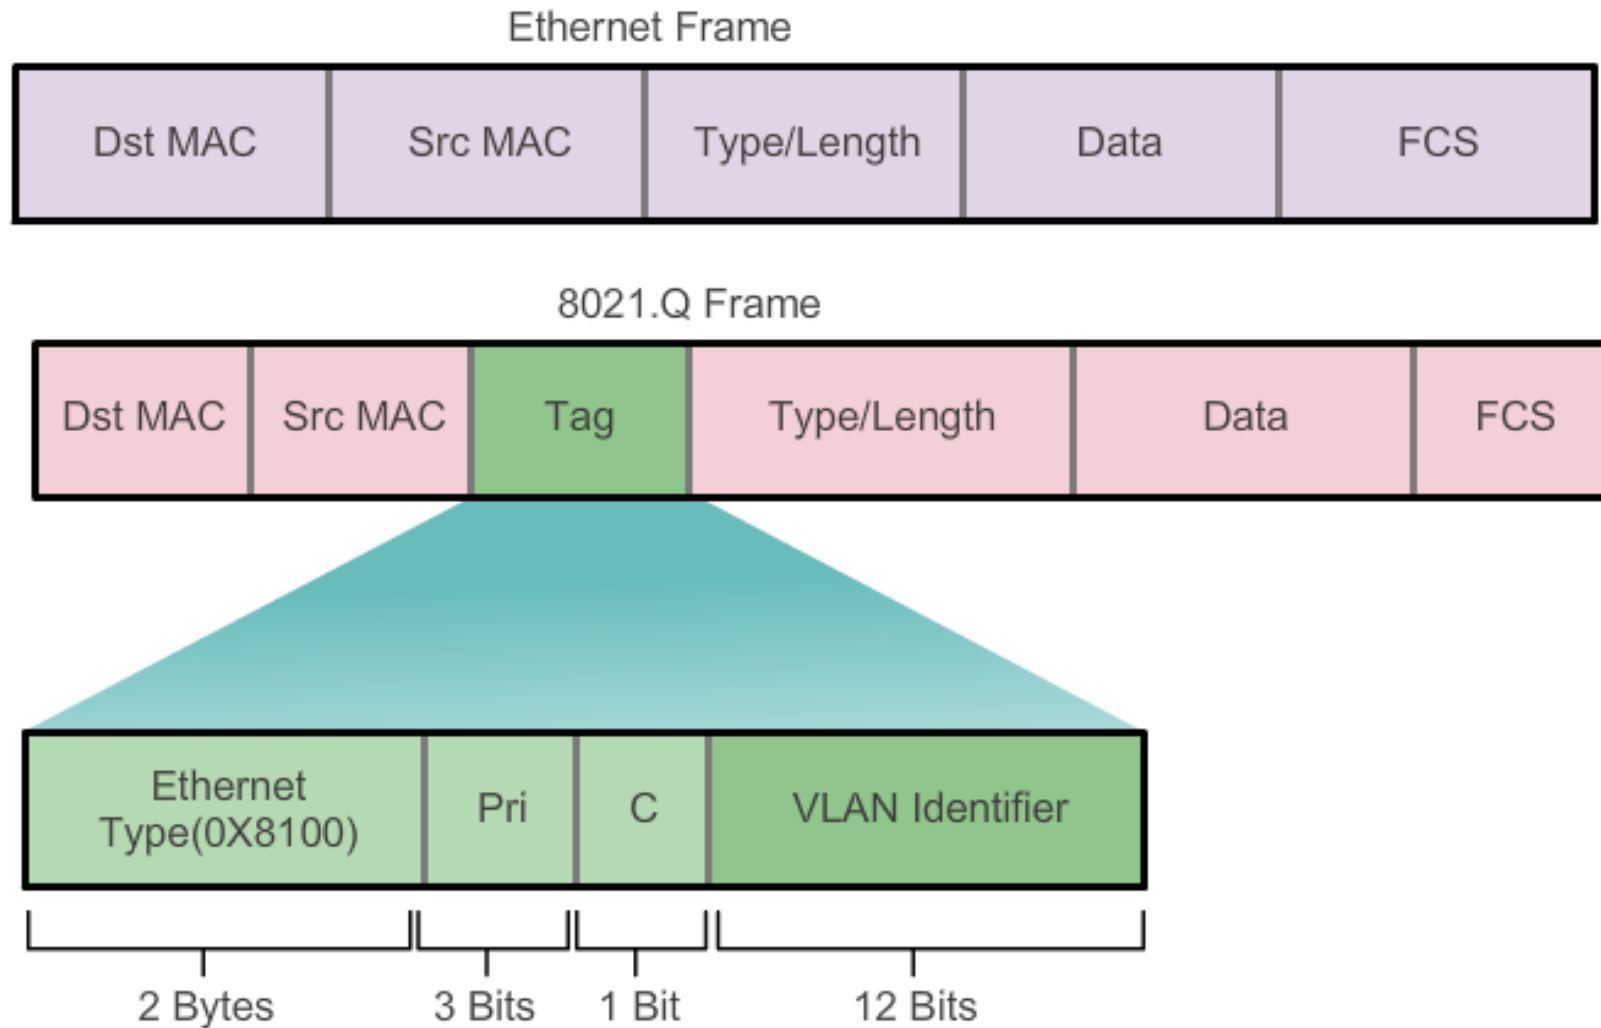 Ethernet Frame
Dst MAC Src MAC Type/Length Data FCS
8021.Q Frame
Dst MAC Src MAC Tag Type/Length Data FCS
Ethernet
Type(0X8100) Pri C VLAN Identifier
2 Bytes 3 Bits 1 Bit 12 Bits